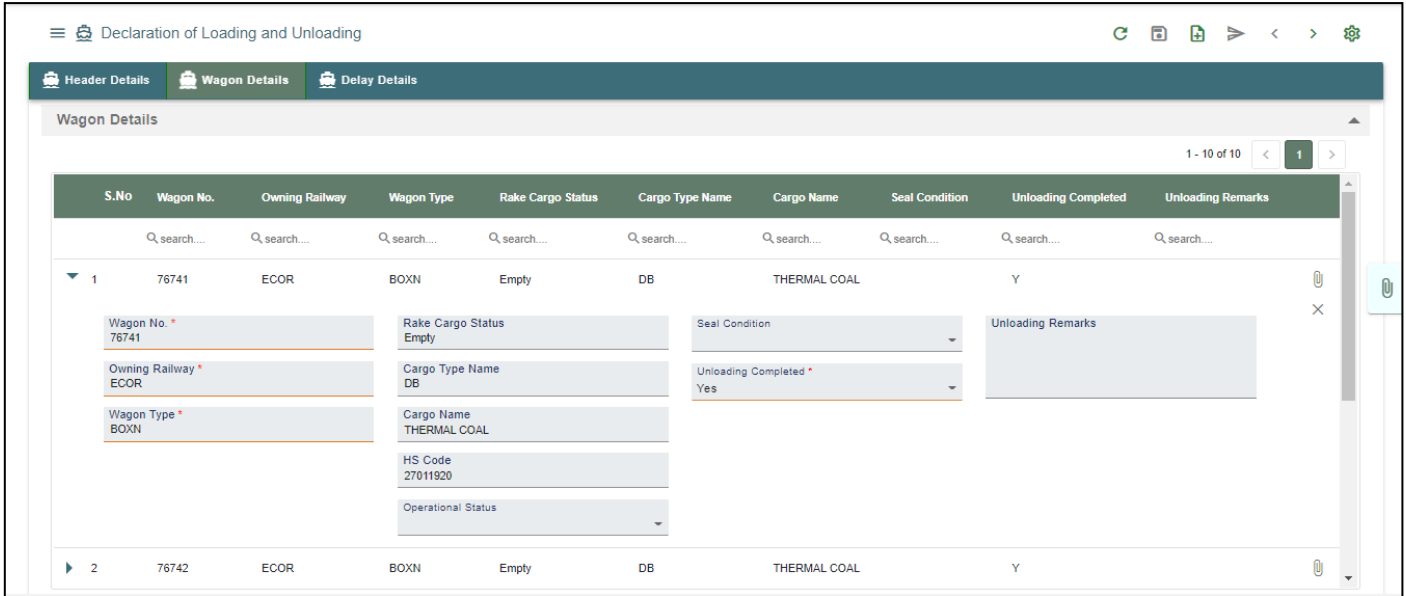 Declaration of Loading and Unloading
Header Details Wagon Details Delay Details
Wagon Details
1 - 10 of 10 < 1 >
S.No Wagon No. Owning Railway Wagon Type Rake Cargo Status Cargo Type Name Cargo Name Seal Condition Unloading Completed Unloading Remarks
search.... search.... search.... search.... search.... search.... search.... search.... search....
1 76741 ECOR BOXN Empty DB THERMAL COAL Y
Wagon No. * Rake Cargo Status Seal Condition Unloading Remarks
76741 Empty
Owning Railway * Cargo Type Name Unloading Completed *
ECOR DB Yes
Wagon Type * Cargo Name
BOXN THERMAL COAL
HS Code
27011920
Operational Status
2 76742 ECOR BOXN Empty DB THERMAL COAL Y